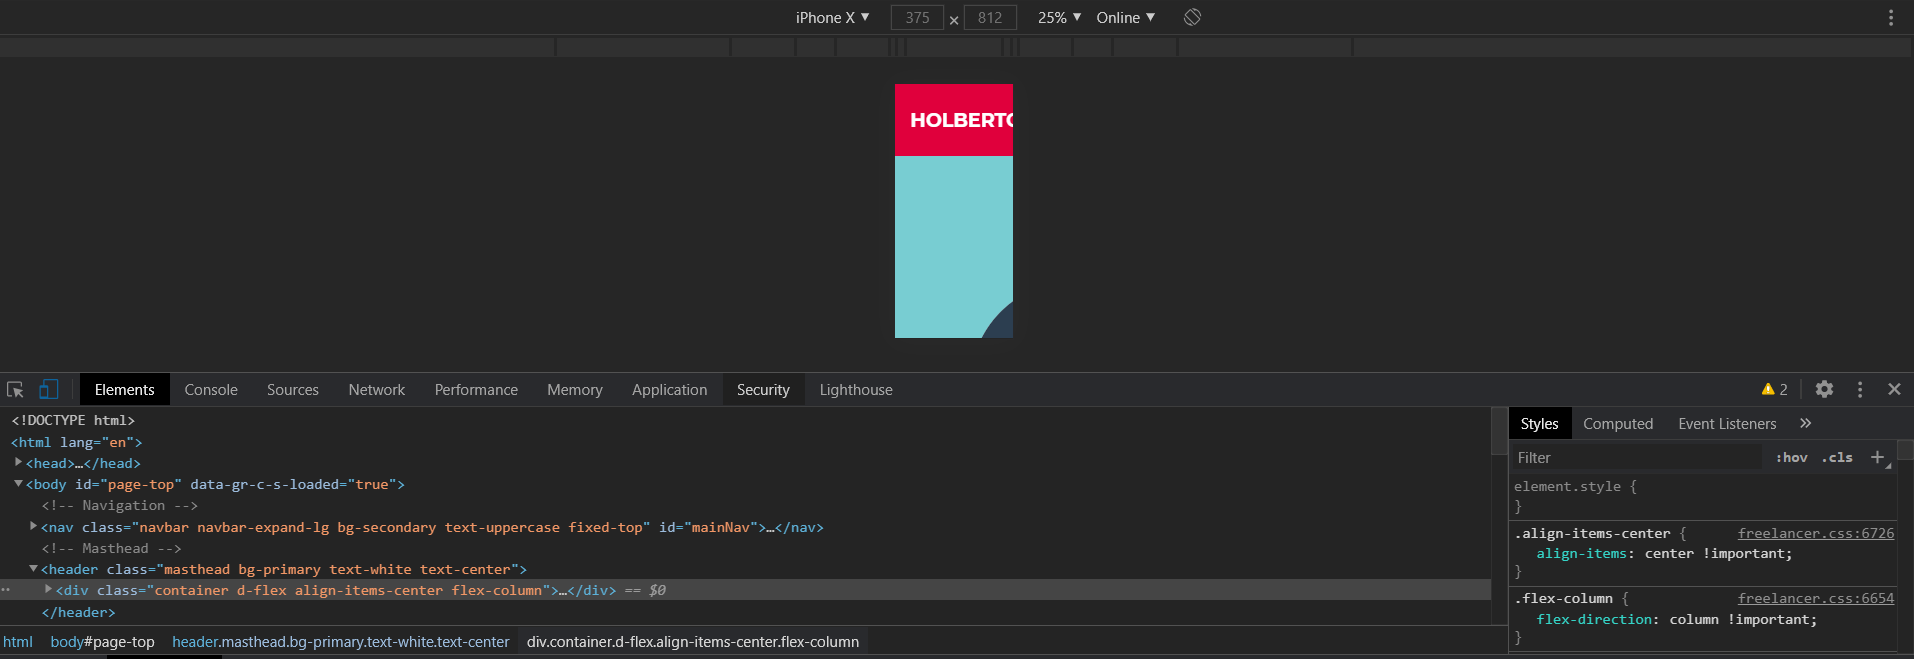 iPhone X ▼ 375 × 812 25% ▼ Online ▼
HOLBERTO
Elements Console Sources Network Performance Memory Application Security Lighthouse 2
<!DOCTYPE html>
<html lang="en">
<head>…</head>
<body id="page-top" data-gr-c-s-loaded="true">
<!-- Navigation -->
<nav class="navbar navbar-expand-lg bg-secondary text-uppercase fixed-top" id="mainNav">…</nav>
<!-- Masthead -->
<header class="masthead bg-primary text-white text-center">
<div class="container d-flex align-items-center flex-column">…</div> == $0
</header>
html body#page-top header.masthead.bg-primary.text-white.text-center div.container.d-flex.align-items-center.flex-column
Styles Computed Event Listeners »
Filter :hov .cls +
element.style {
}
.align-items-center { freelancer.css:6726
align-items: center !important;
}
.flex-column { freelancer.css:6654
flex-direction: column !important;
}